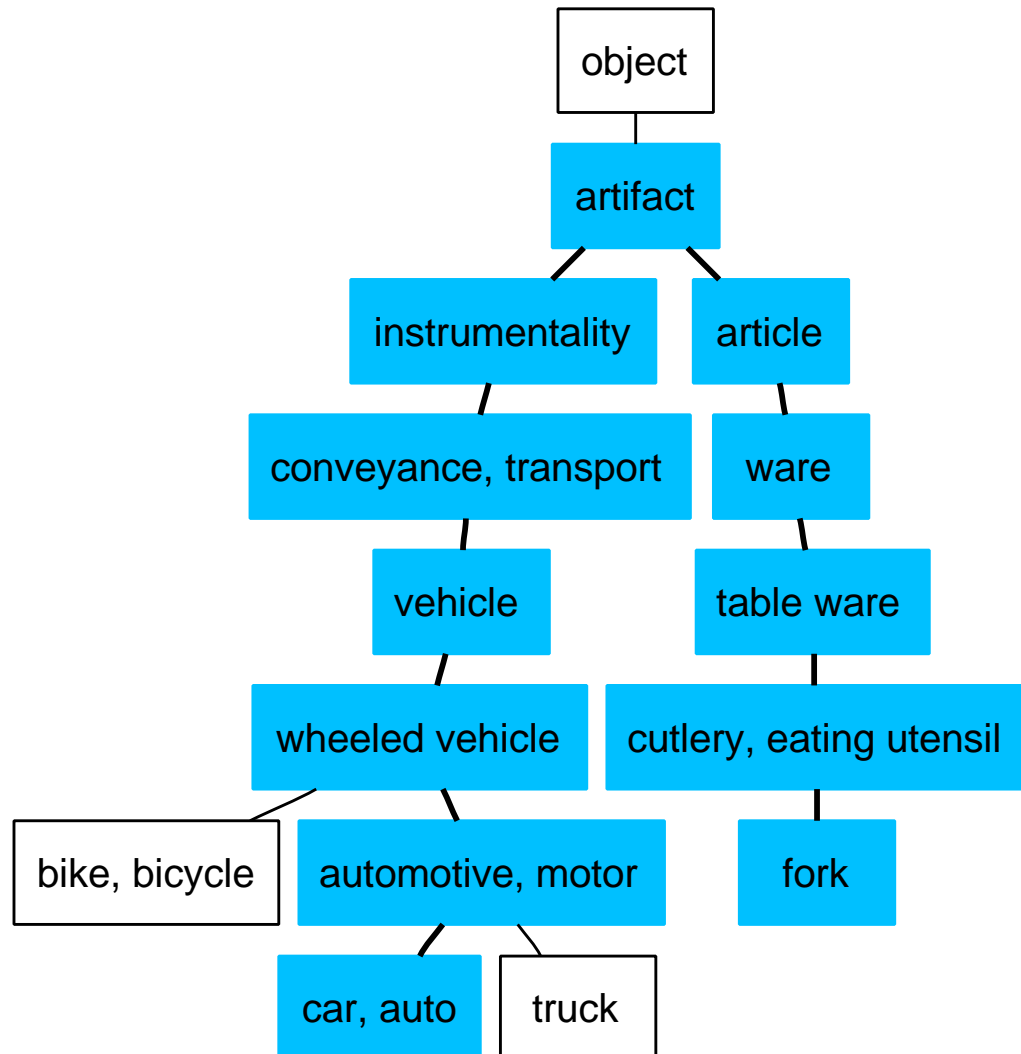 object
artifact
instrumentality
article
conveyance, transport
ware
vehicle
table ware
wheeled vehicle
cutlery, eating utensil
bike, bicycle
automotive, motor
fork
car, auto
truck